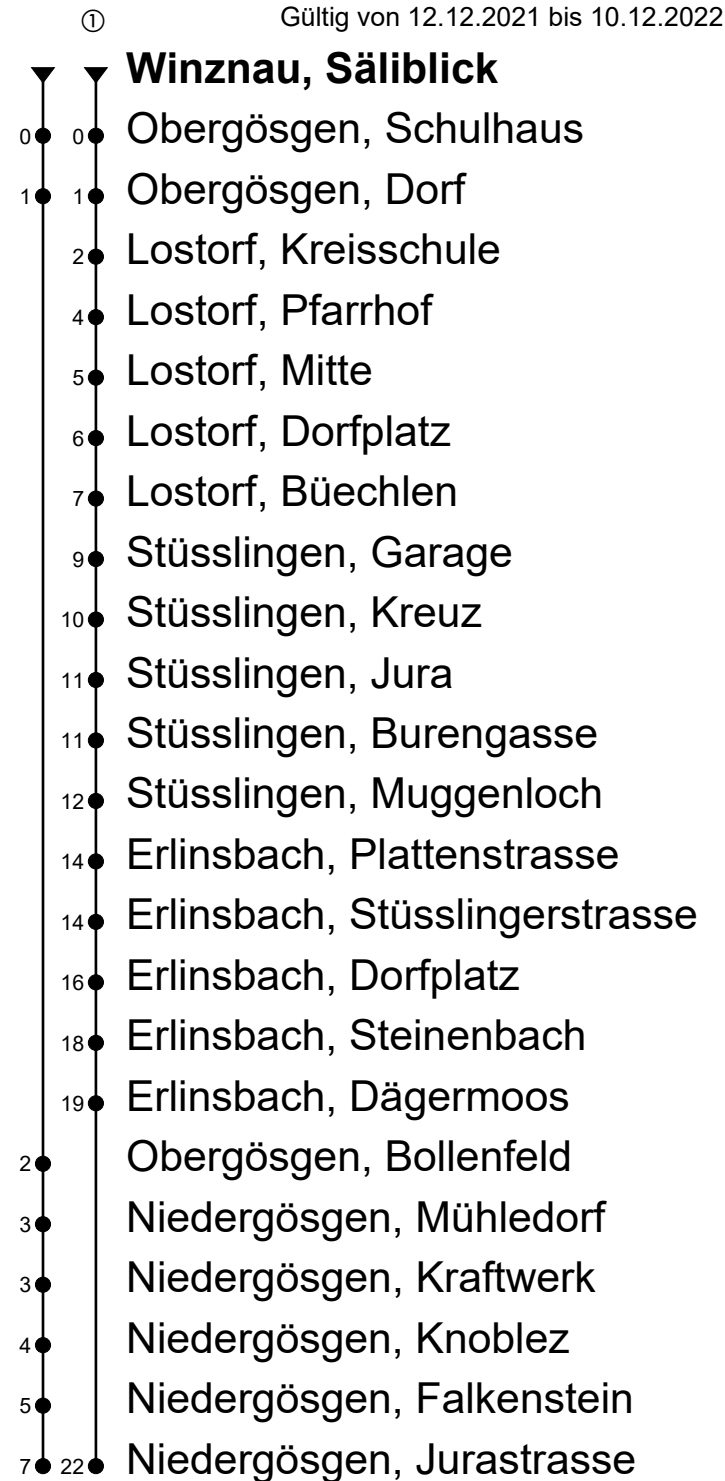 ① Gültig von 12.12.2021 bis 10.12.2022
Winznau, Säliblick
0 0 Obergösgen, Schulhaus
1 1 Obergösgen, Dorf
2 Lostorf, Kreisschule
4 Lostorf, Pfarrhof
5 Lostorf, Mitte
6 Lostorf, Dorfplatz
7 Lostorf, Büechlen
9 Stüsslingen, Garage
10 Stüsslingen, Kreuz
11 Stüsslingen, Jura
11 Stüsslingen, Burengasse
12 Stüsslingen, Muggenloch
14 Erlinsbach, Plattenstrasse
14 Erlinsbach, Stüsslingerstrasse
16 Erlinsbach, Dorfplatz
18 Erlinsbach, Steinenbach
19 Erlinsbach, Dägermoos
2 Obergösgen, Bollenfeld
3 Niedergösgen, Mühledorf
3 Niedergösgen, Kraftwerk
4 Niedergösgen, Knoblez
5 Niedergösgen, Falkenstein
7 22 Niedergösgen, Jurastrasse